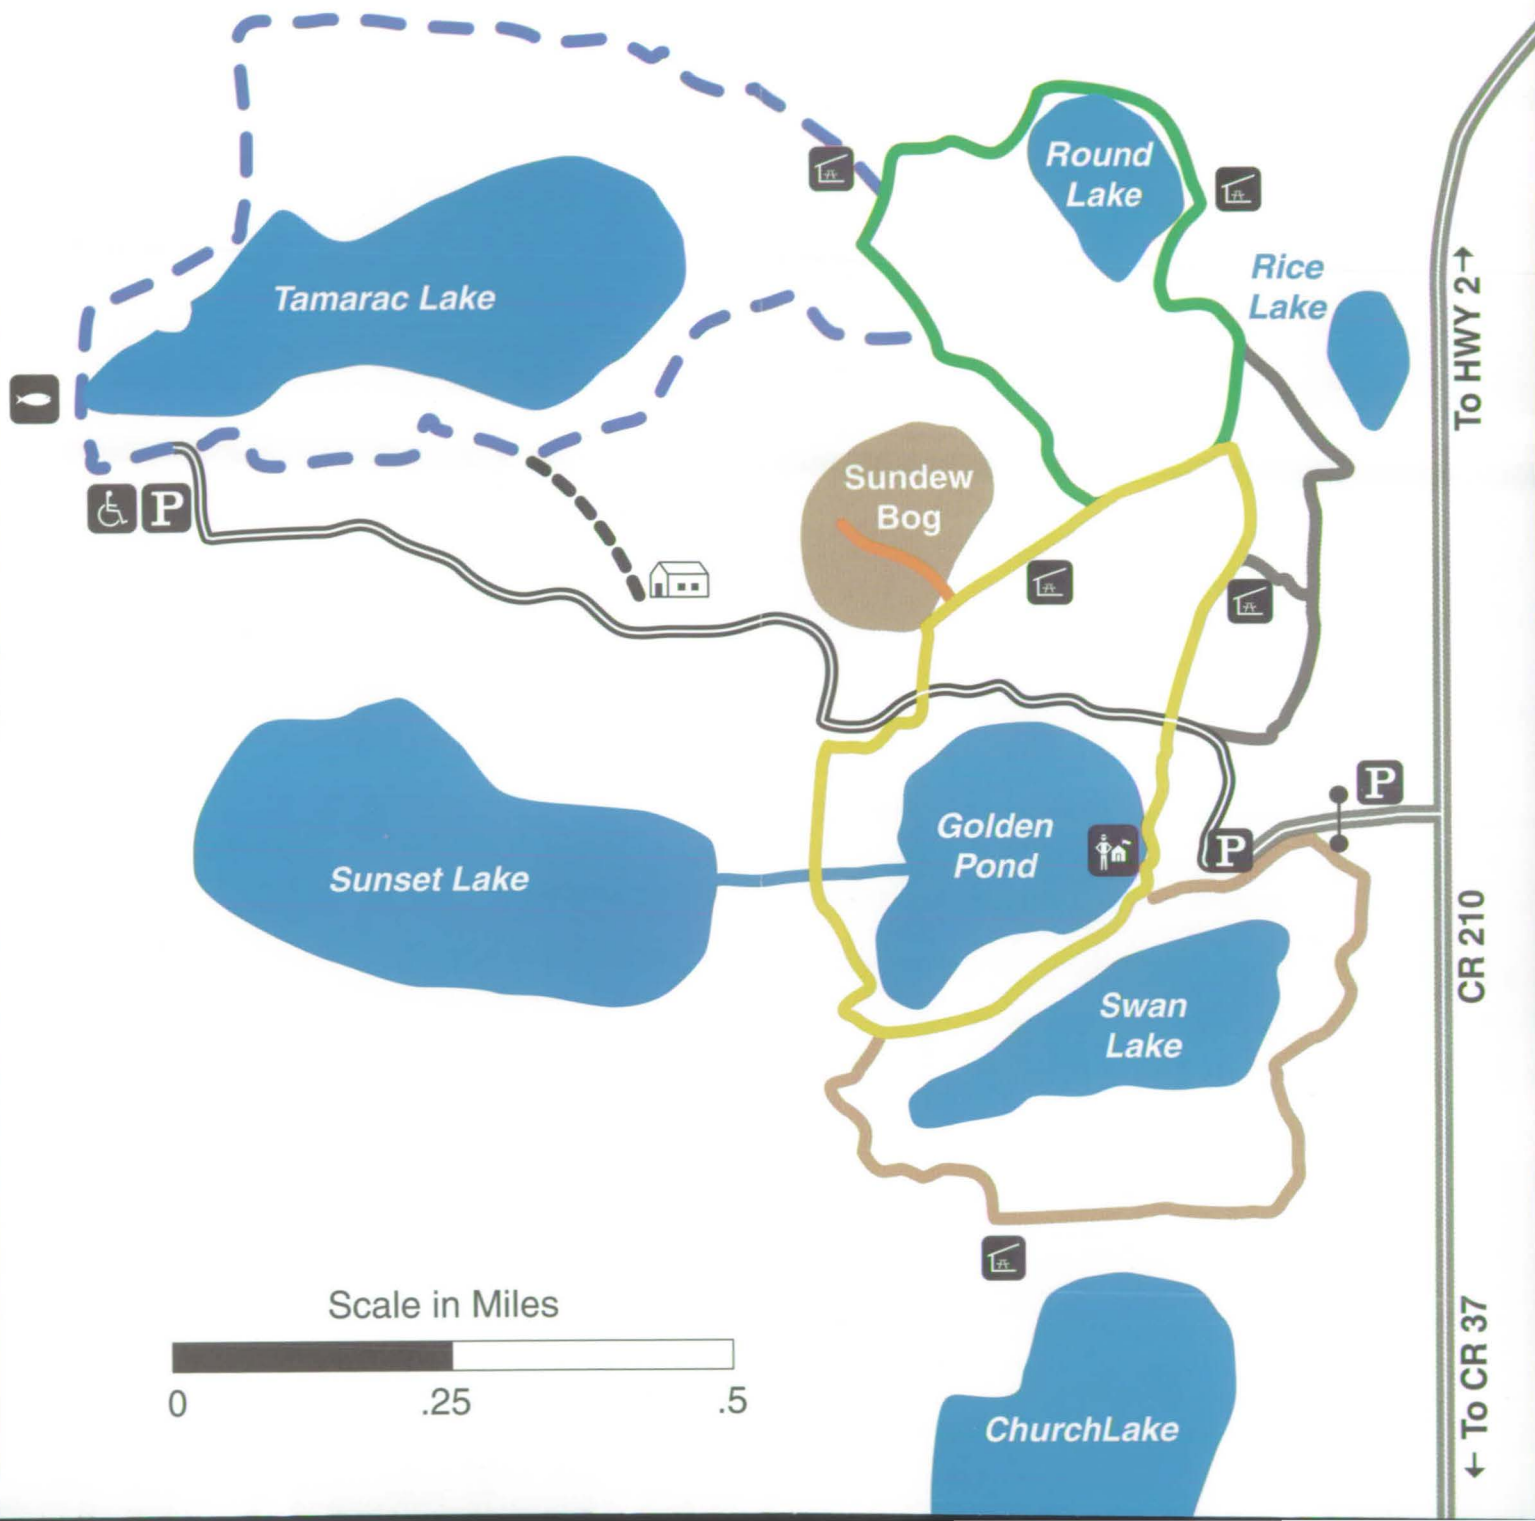 Round
Lake
Rice
Lake
Tamarac Lake
To HWY 2→
Sundew
Bog
P
P
Golden
Pond
P
Sunset Lake
CR 210
Swan
Lake
Scale in Miles
0
.25
.5
ChurchLake
← To CR 37